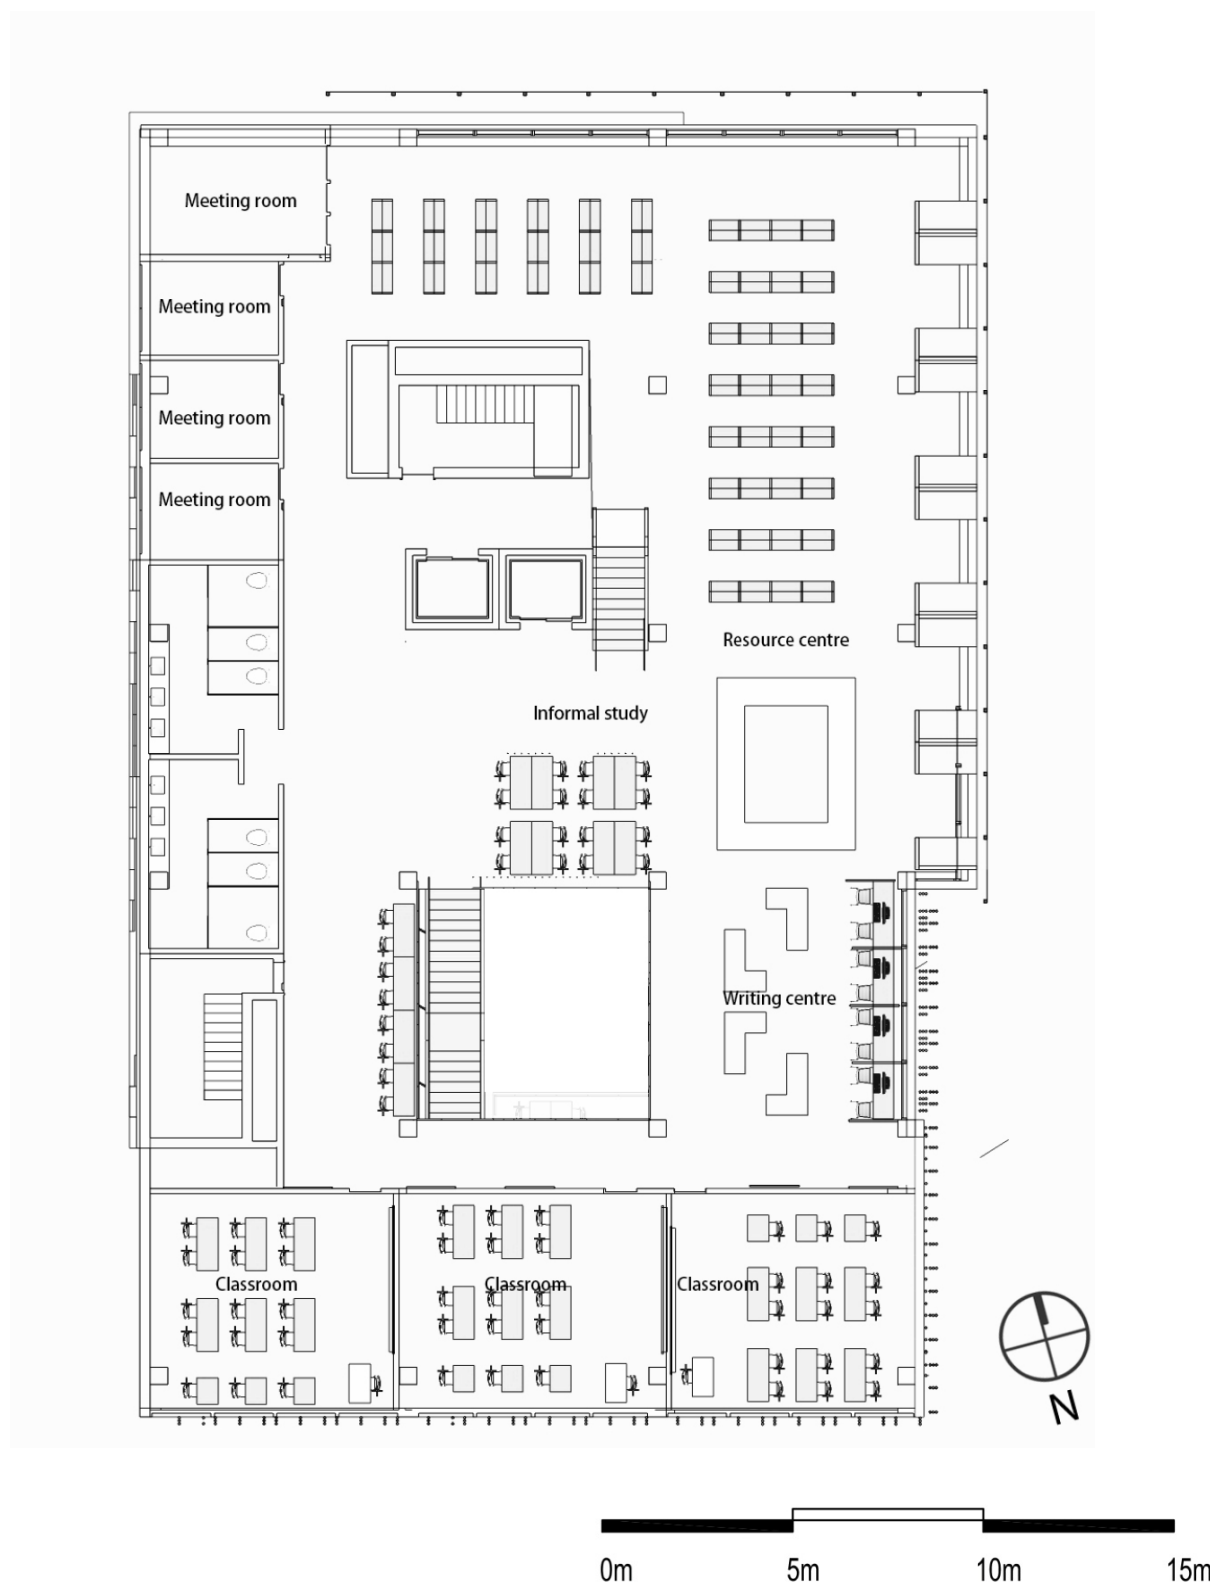 Meeting room
Meeting room
Meeting room
Meeting room
Resource centre
Informal study
Writing centre
Classroom
Classroom
Classroom
N
0m
5m
10m
15m